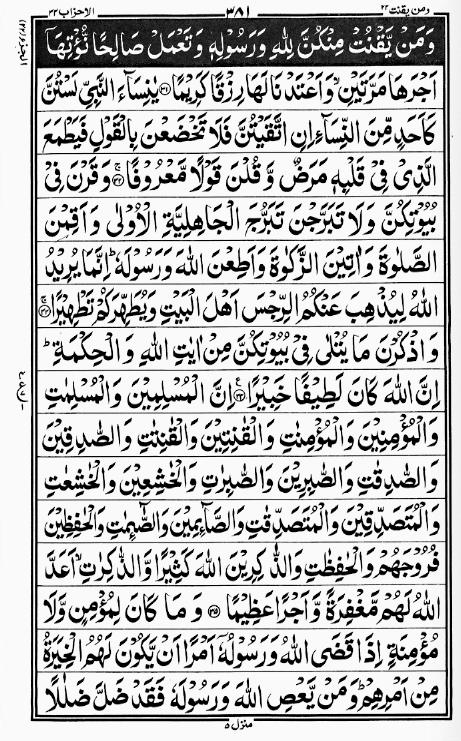 ومن يقنت ٢٢ ٣٨١ الاحزاب ٣٣
وَمَنْ يَّقْنُتْ مِنْكُنَّ لِلّٰهِ وَرَسُوْلِهٖ وَتَعْمَلْ صَالِحًا نُّؤْتِهَاۤ
اَجْرَهَا مَرَّتَيْنِۙ وَاَعْتَدْنَا لَهَا رِزْقًا كَرِيْمًا ۝۳۱ يٰنِسَآءَ النَّبِيِّ لَسْتُنَّ
كَاَحَدٍ مِّنَ النِّسَآءِ اِنِ اتَّقَيْتُنَّ فَلَا تَخْضَعْنَ بِالْقَوْلِ فَيَطْمَعَ
الَّذِيْ فِيْ قَلْبِهٖ مَرَضٌ وَّقُلْنَ قَوْلًا مَّعْرُوْفًا ۝۳۲ۚ وَقَرْنَ فِيْ
بُيُوْتِكُنَّ وَلَا تَبَرَّجْنَ تَبَرُّجَ الْجَاهِلِيَّةِ الْاُوْلٰى وَاَقِمْنَ
الصَّلٰوةَ وَاٰتِيْنَ الزَّكٰوةَ وَاَطِعْنَ اللّٰهَ وَرَسُوْلَهٗ ؕ اِنَّمَا يُرِيْدُ
اللّٰهُ لِيُذْهِبَ عَنْكُمُ الرِّجْسَ اَهْلَ الْبَيْتِ وَيُطَهِّرَكُمْ تَطْهِيْرًا ۝۳۳ۚ
وَاذْكُرْنَ مَا يُتْلٰى فِيْ بُيُوْتِكُنَّ مِنْ اٰيٰتِ اللّٰهِ وَالْحِكْمَةِ ؕ
اِنَّ اللّٰهَ كَانَ لَطِيْفًا خَبِيْرًا ۝۳۴ اِنَّ الْمُسْلِمِيْنَ وَالْمُسْلِمٰتِ
وَالْمُؤْمِنِيْنَ وَالْمُؤْمِنٰتِ وَالْقٰنِتِيْنَ وَالْقٰنِتٰتِ وَالصّٰدِقِيْنَ
وَالصّٰدِقٰتِ وَالصّٰبِرِيْنَ وَالصّٰبِرٰتِ وَالْخٰشِعِيْنَ وَالْخٰشِعٰتِ
وَالْمُتَصَدِّقِيْنَ وَالْمُتَصَدِّقٰتِ وَالصَّآئِمِيْنَ وَالصّٰٓئِمٰتِ وَالْحٰفِظِيْنَ
فُرُوْجَهُمْ وَالْحٰفِظٰتِ وَالذّٰكِرِيْنَ اللّٰهَ كَثِيْرًا وَّالذّٰكِرٰتِ اَعَدَّ
اللّٰهُ لَهُمْ مَّغْفِرَةً وَّاَجْرًا عَظِيْمًا ۝۳۵ وَمَا كَانَ لِمُؤْمِنٍ وَّلَا
مُؤْمِنَةٍ اِذَا قَضَى اللّٰهُ وَرَسُوْلُهٗۤ اَمْرًا اَنْ يَّكُوْنَ لَهُمُ الْخِيَرَةُ
مِنْ اَمْرِهِمْ ؕ وَمَنْ يَّعْصِ اللّٰهَ وَرَسُوْلَهٗ فَقَدْ ضَلَّ ضَلٰلًا
منزل ٥